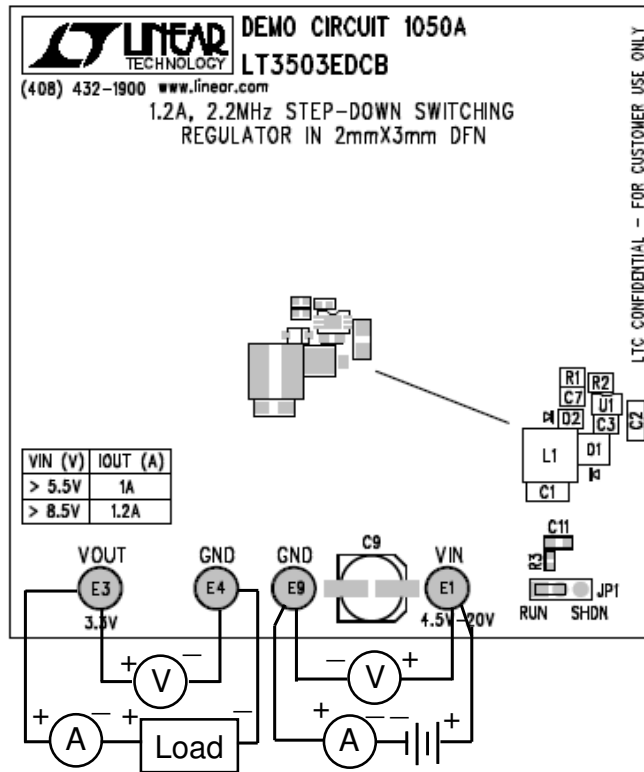 LINEAR
TECHNOLOGY
DEMO CIRCUIT 1050A
LT3503EDCB
(408) 432-1900 www.linear.com
1.2A, 2.2MHz STEP-DOWN SWITCHING
REGULATOR IN 2mmX3mm DFN
LTC CONFIDENTIAL - FOR CUSTOMER USE ONLY
R1 R2
C7 U1
D2 C3 C2
L1 D1
C1
VIN (V) IOUT (A)
> 5.5V 1A
> 8.5V 1.2A
C11
R3
JP1
RUN SHDN
VOUT GND GND C9 VIN
E3 E4 E9 E1
3.3V 4.5V-20V
+ V − − V +
+ A + Load −
+ A − − +